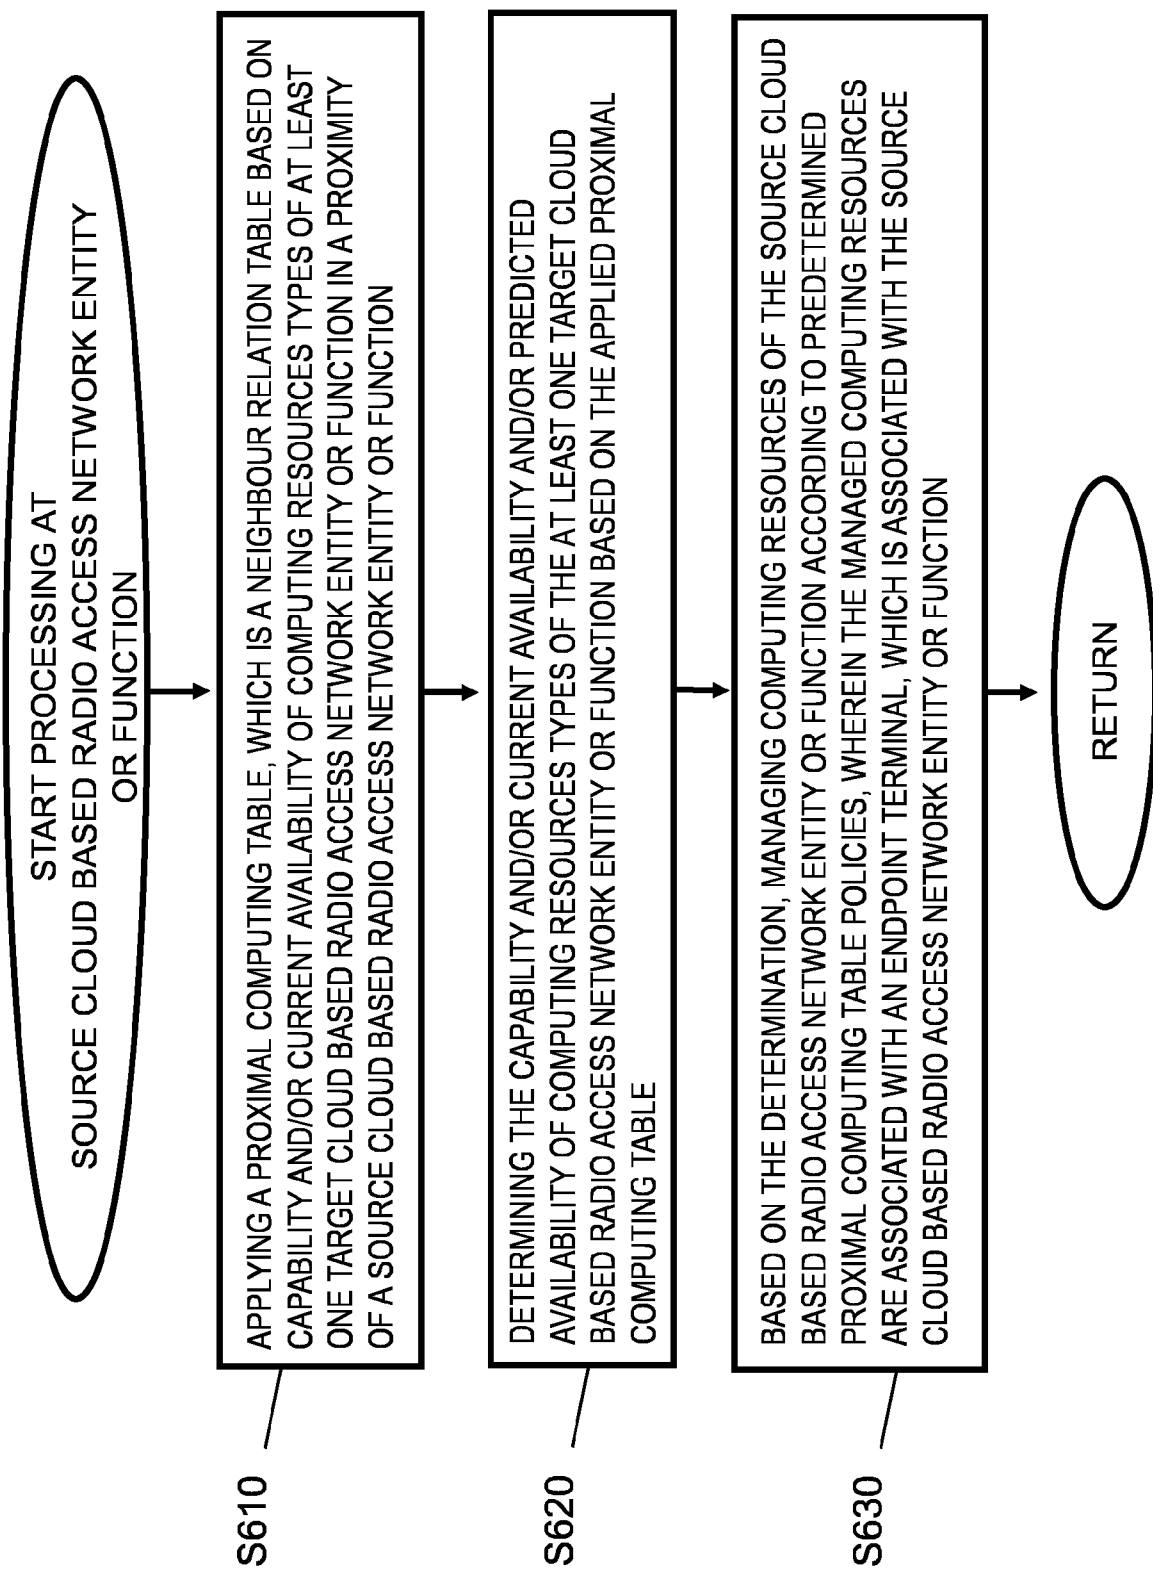 START PROCESSING AT
SOURCE CLOUD BASED RADIO ACCESS NETWORK ENTITY
OR FUNCTION
S610
APPLYING A PROXIMAL COMPUTING TABLE, WHICH IS A NEIGHBOUR RELATION TABLE BASED ON
CAPABILITY AND/OR CURRENT AVAILABILITY OF COMPUTING RESOURCES TYPES OF AT LEAST
ONE TARGET CLOUD BASED RADIO ACCESS NETWORK ENTITY OR FUNCTION IN A PROXIMITY
OF A SOURCE CLOUD BASED RADIO ACCESS NETWORK ENTITY OR FUNCTION
S620
DETERMINING THE CAPABILITY AND/OR CURRENT AVAILABILITY AND/OR PREDICTED
AVAILABILITY OF COMPUTING RESOURCES TYPES OF THE AT LEAST ONE TARGET CLOUD
BASED RADIO ACCESS NETWORK ENTITY OR FUNCTION BASED ON THE APPLIED PROXIMAL
COMPUTING TABLE
S630
BASED ON THE DETERMINATION, MANAGING COMPUTING RESOURCES OF THE SOURCE CLOUD
BASED RADIO ACCESS NETWORK ENTITY OR FUNCTION ACCORDING TO PREDETERMINED
PROXIMAL COMPUTING TABLE POLICIES, WHEREIN THE MANAGED COMPUTING RESOURCES
ARE ASSOCIATED WITH AN ENDPOINT TERMINAL, WHICH IS ASSOCIATED WITH THE SOURCE
CLOUD BASED RADIO ACCESS NETWORK ENTITY OR FUNCTION
RETURN